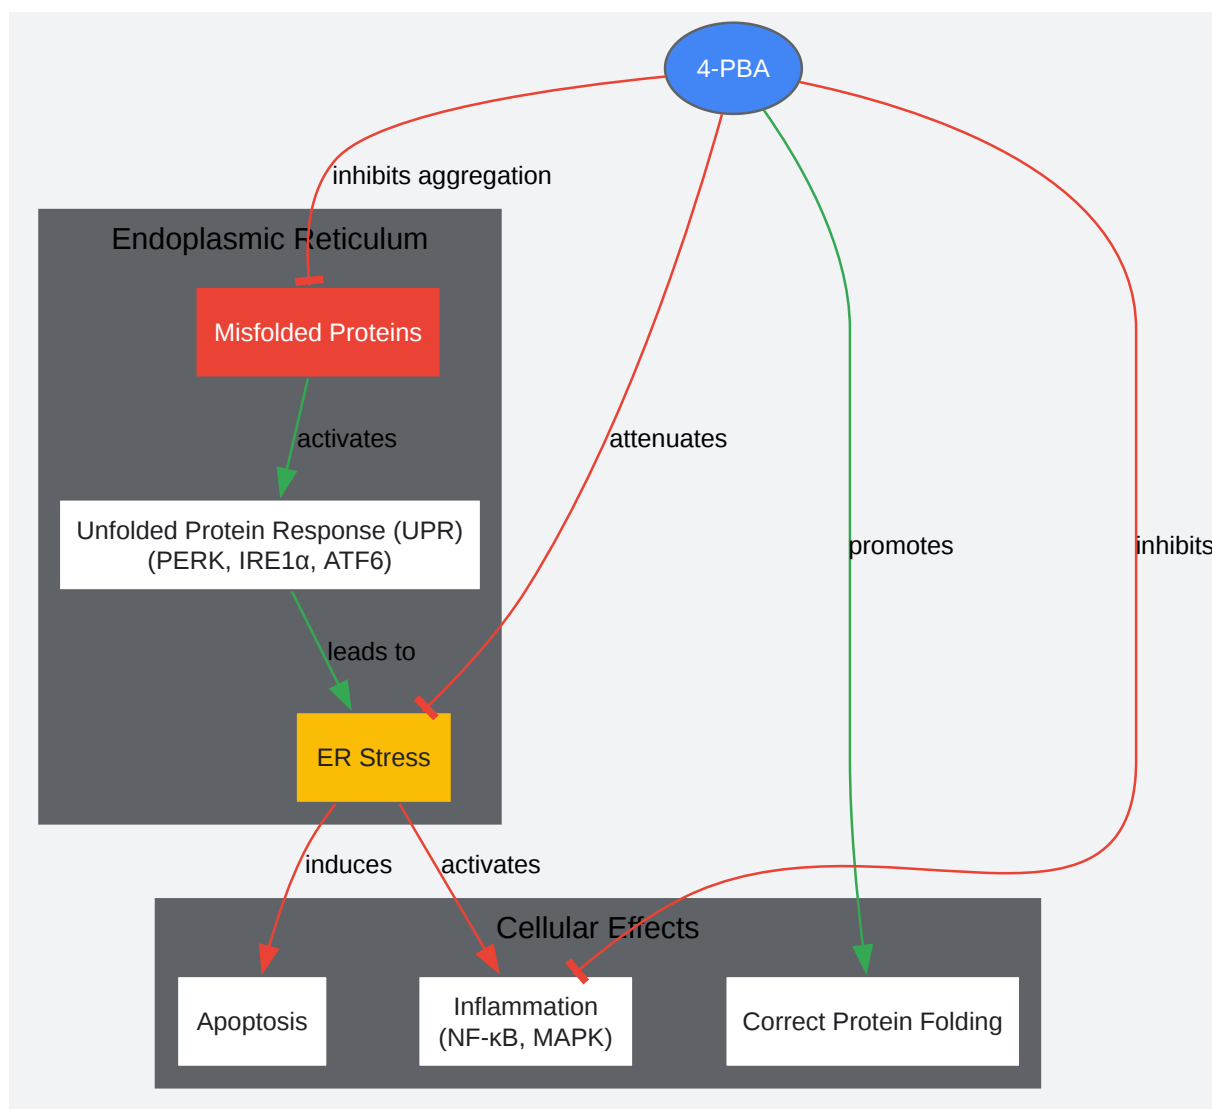 4-PBA
inhibits aggregation
Endoplasmic Reticulum
Misfolded Proteins
activates
attenuates
Unfolded Protein Response (UPR)
(PERK, IRE1α, ATF6)
promotes
inhibits
leads to
ER Stress
induces
activates
Cellular Effects
Apoptosis
Inflammation
(NF-κB, MAPK)
Correct Protein Folding